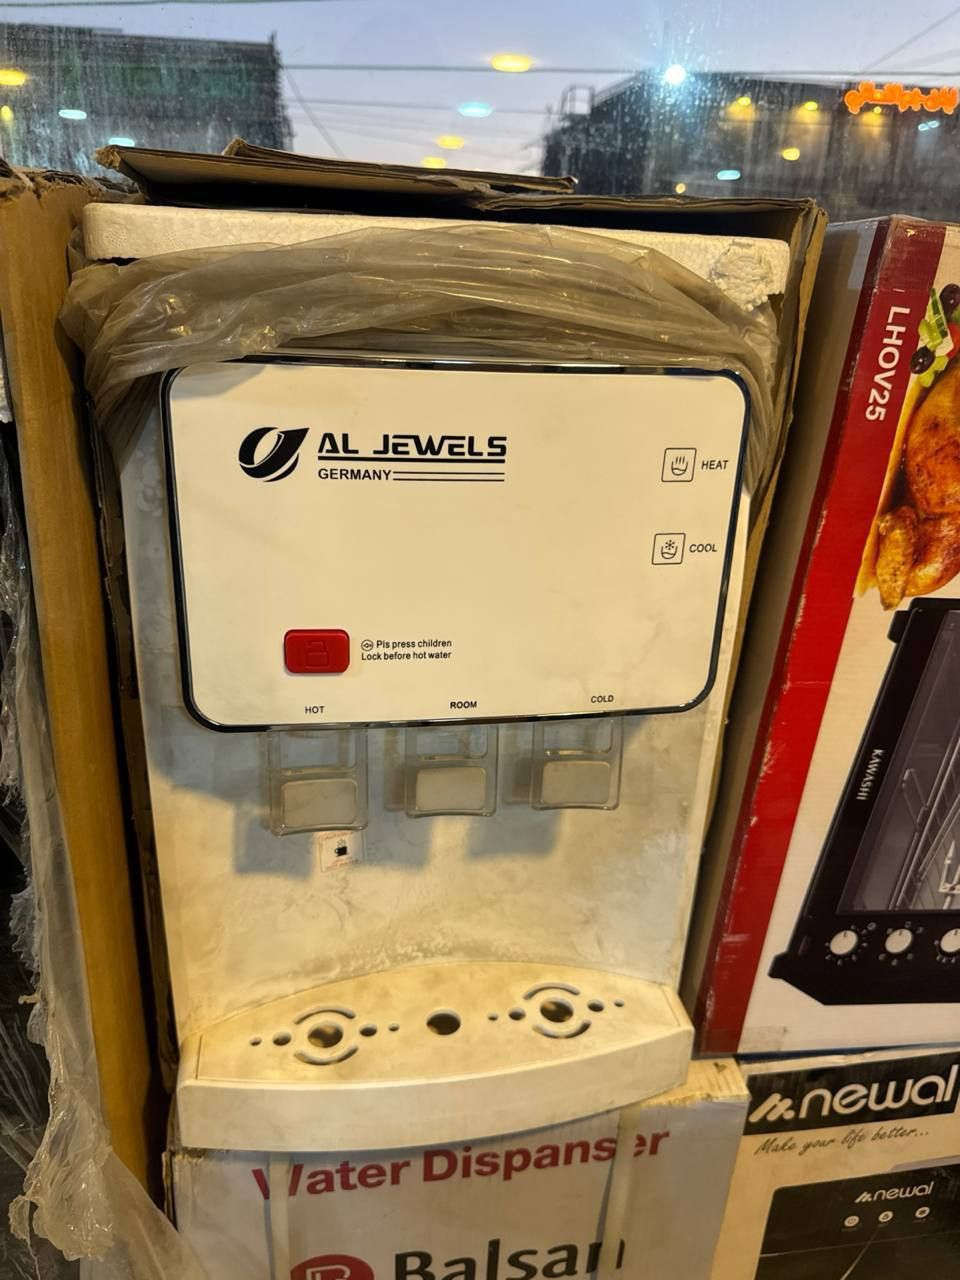 AL JEWELS
GERMANY
HEAT
COOL
Pls press children
Lock before hot water
HOT
ROOM
COLD
LHOV25
KAWASHI
Water Dispanser
Balsan
newal
Make your life better...
newal